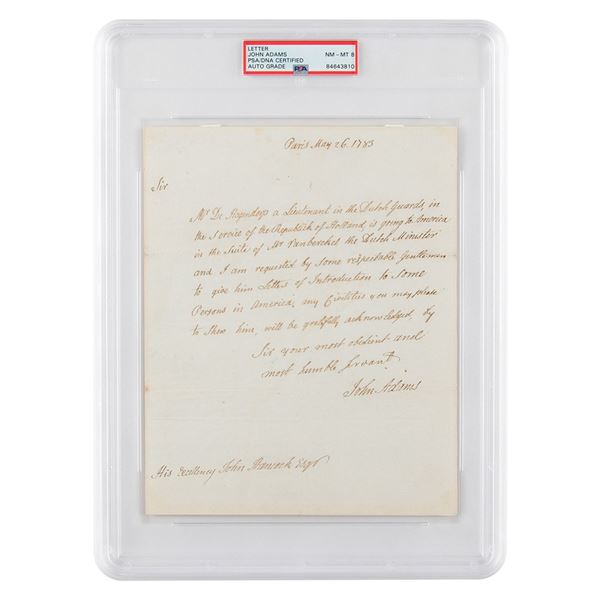 LETTER
JOHN ADAMS
PSA/DNA CERTIFIED
AUTO GRADE
NM - MT 8
84643810
PSA
Paris May 26. 1783
Sir
Mr De Hogendorp a Lieutenant in the Dutch Guards, in
the Service of the Republick of Holland, is going to America
in the Suite of Mr Vanberckel the Dutch Minister
and I am requested by some respectable Gentlemen
to give him Letters of Introduction to some
Persons in America, any Civilities you may please
to Shew him, will be gratefully acknowledged, by
Sir your most obedient and
most humble Servant
John Adams
His Excellency John Hancock Esqr